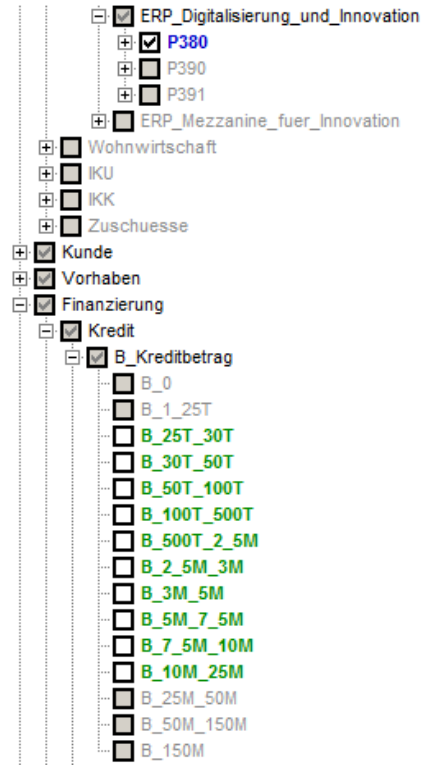 ERP_Digitalisierung_und_Innovation
P380
P390
P391
ERP_Mezzanine_fuer_Innovation
Wohnwirtschaft
IKU
IKK
Zuschuesse
Kunde
Vorhaben
Finanzierung
Kredit
B_Kreditbetrag
B_0
B_1_25T
B_25T_30T
B_30T_50T
B_50T_100T
B_100T_500T
B_500T_2_5M
B_2_5M_3M
B_3M_5M
B_5M_7_5M
B_7_5M_10M
B_10M_25M
B_25M_50M
B_50M_150M
B_150M